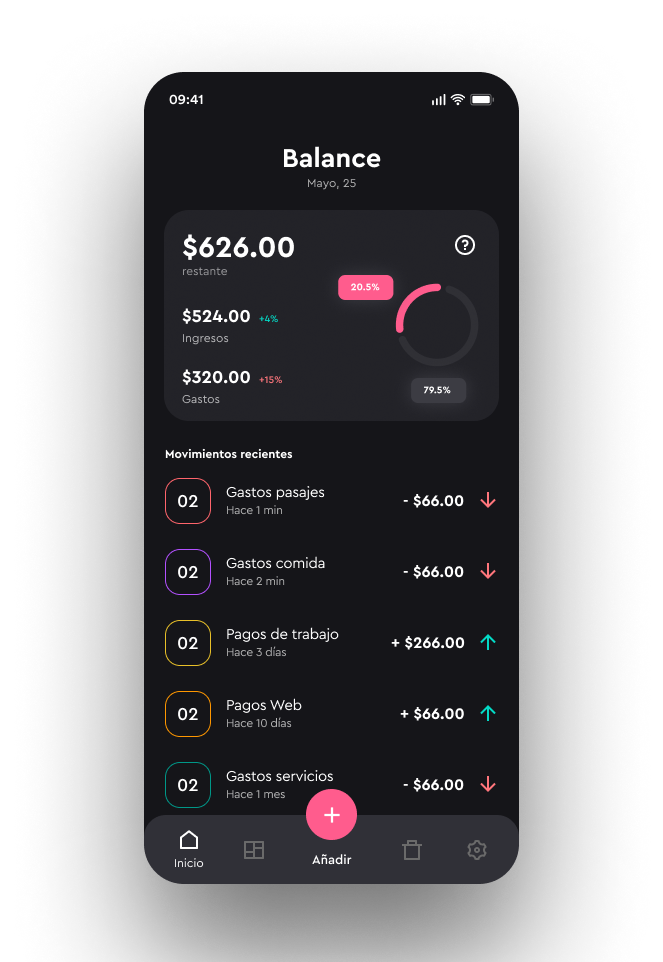 09:41
Balance
Mayo, 25
$626.00
restante
20.5%
$524.00 +4%
Ingresos
$320.00 +15%
Gastos
79.5%
Movimientos recientes
02 Gastos pasajes - $66.00
Hace 1 min
02 Gastos comida - $66.00
Hace 2 min
02 Pagos de trabajo + $266.00
Hace 3 días
02 Pagos Web + $66.00
Hace 10 días
02 Gastos servicios - $66.00
Hace 1 mes
Inicio
Añadir